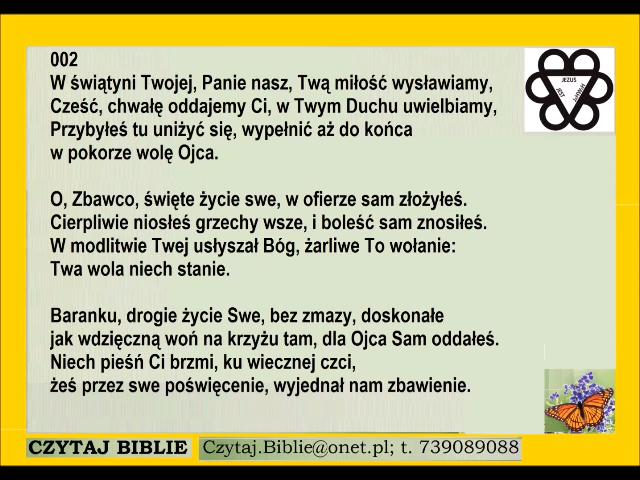 002
W świątyni Twojej, Panie nasz, Twą miłość wysławiamy,
Cześć, chwałę oddajemy Ci, w Twym Duchu uwielbiamy,
Przybyłeś tu uniżyć się, wypełnić aż do końca
w pokorze wolę Ojca.
O, Zbawco, święte życie swe, w ofierze sam złożyłeś.
Cierpliwie niosłeś grzechy wsze, i boleść sam znosiłeś.
W modlitwie Twej usłyszał Bóg, żarliwe To wołanie:
Twa wola niech stanie.
Baranku, drogie życie Swe, bez zmazy, doskonałe
jak wdzięczną woń na krzyżu tam, dla Ojca Sam oddałeś.
Niech pieśń Ci brzmi, ku wiecznej czci,
żeś przez swe poświęcenie, wyjednał nam zbawienie.
JEZUS
JEST
CZYTAJ BIBLIE Czytaj.Biblie@onet.pl; t. 739089088